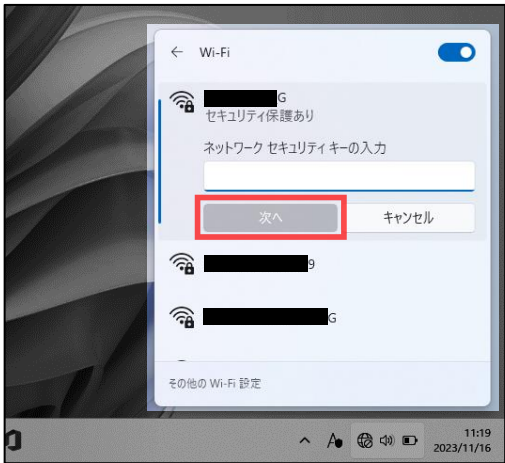 ← Wi-Fi
G
セキュリティ保護あり
ネットワーク セキュリティ キーの入力
次へ
キャンセル
9
G
その他の Wi-Fi 設定
A
11:19
2023/11/16